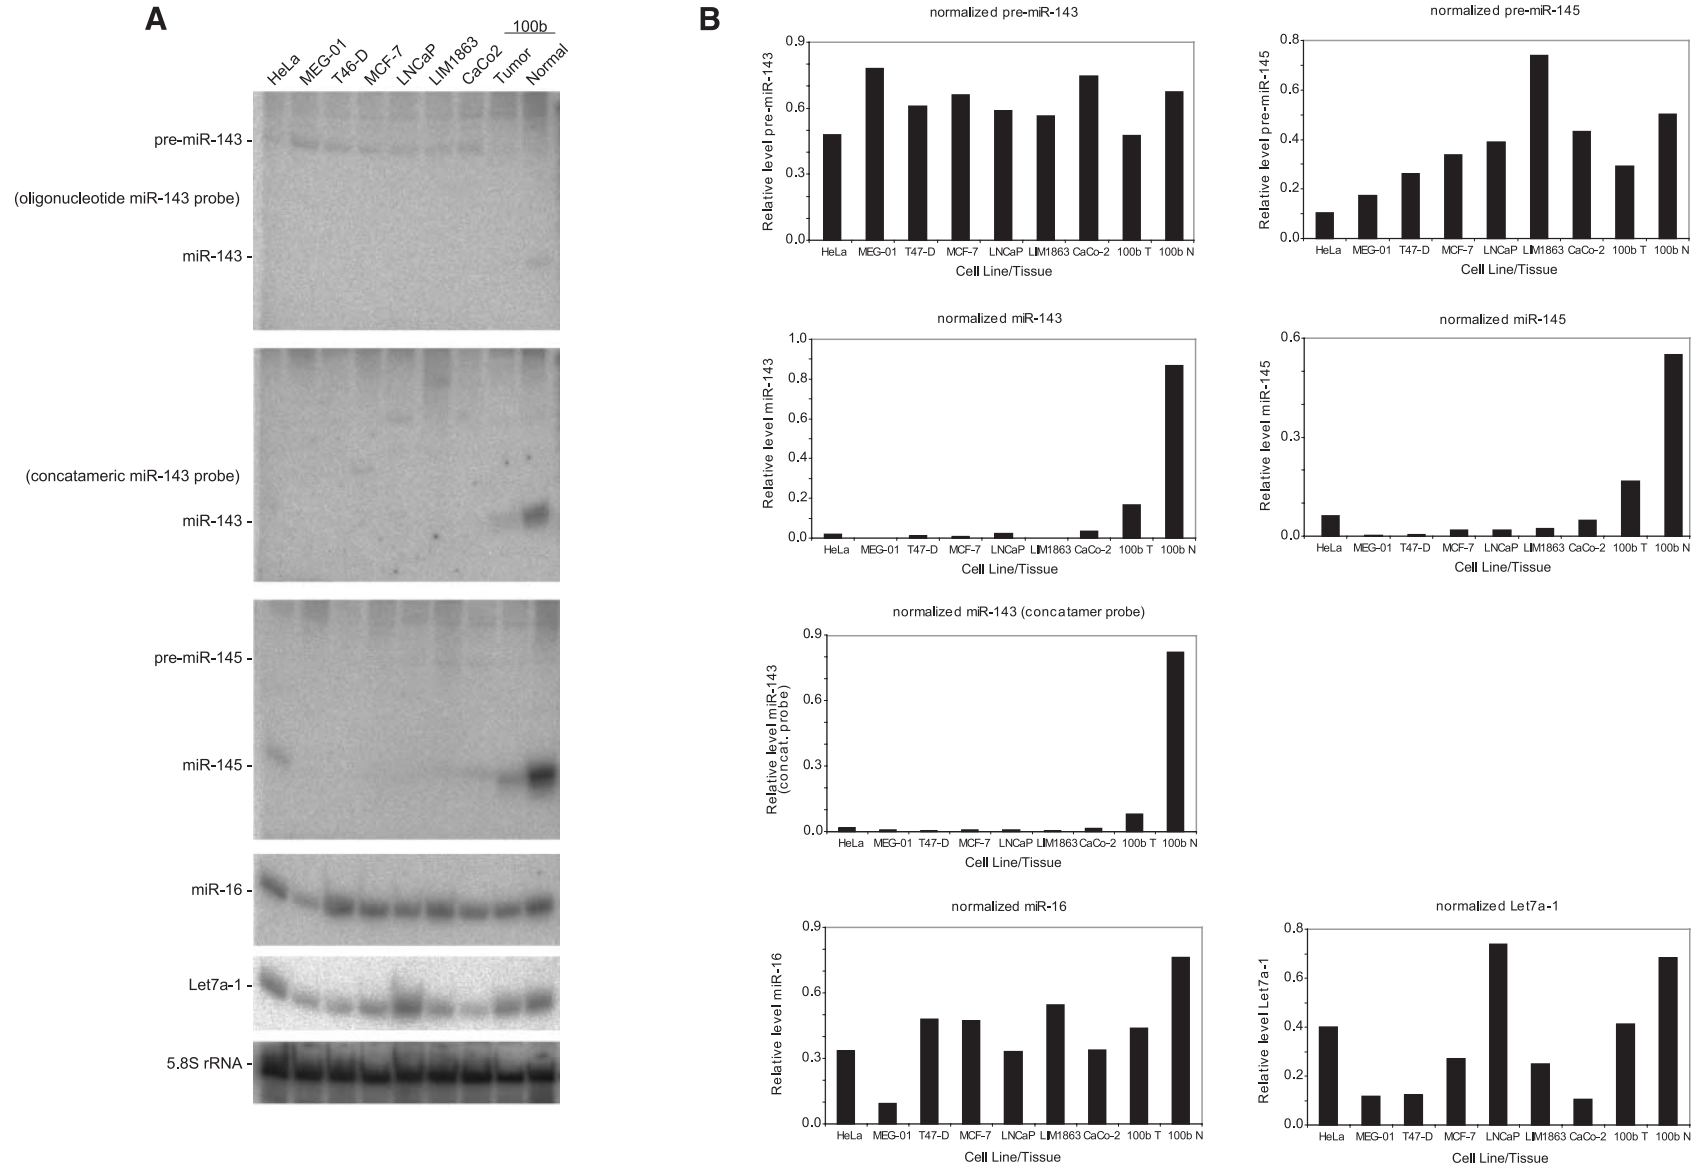 A
100b
HeLa
MEG-01
T46-D
MCF-7
LNCaP
LIM1863
CaCo2
Tumor
Normal
pre-miR-143
(oligonucleotide miR-143 probe)
miR-143
(concatameric miR-143 probe)
miR-143
pre-miR-145
miR-145
miR-16
Let7a-1
5.8S rRNA
B
normalized pre-miR-143
Relative level pre-miR-143
0.9
0.6
0.3
0.0
HeLa MEG-01 T47-D MCF-7 LNCaP LIM1863 CaCo-2 100b T 100b N
Cell Line/Tissue
normalized pre-miR-145
Relative level pre-miR-145
0.8
0.6
0.4
0.2
0.0
HeLa MEG-01 T47-D MCF-7 LNCaP LIM1863 CaCo-2 100b T 100b N
Cell Line/Tissue
normalized miR-143
Relative level miR-143
1.0
0.8
0.6
0.4
0.2
0.0
HeLa MEG-01 T47-D MCF-7 LNCaP LIM1863 CaCo-2 100b T 100b N
Cell Line/Tissue
normalized miR-145
Relative level miR-145
0.6
0.3
0.0
HeLa MEG-01 T47-D MCF-7 LNCaP LIM1863 CaCo-2 100b T 100b N
Cell Line/Tissue
normalized miR-143 (concatamer probe)
Relative level miR-143
(concat. probe)
0.9
0.6
0.3
0.0
HeLa MEG-01 T47-D MCF-7 LNCaP LIM1863 CaCo-2 100b T 100b N
Cell Line/Tissue
normalized miR-16
Relative level miR-16
0.9
0.6
0.3
0.0
HeLa MEG-01 T47-D MCF-7 LNCaP LIM1863 CaCo-2 100b T 100b N
Cell Line/Tissue
normalized Let7a-1
Relative level Let7a-1
0.8
0.6
0.4
0.2
0.0
HeLa MEG-01 T47-D MCF-7 LNCaP LIM1863 CaCo-2 100b T 100b N
Cell Line/Tissue